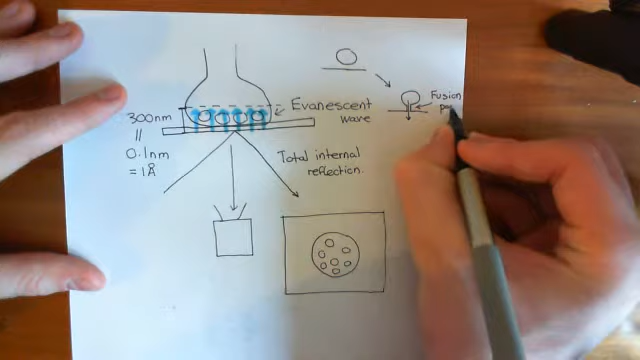 300nm
||
0.1nm
= 1Å
Evanescent
wave
Total internal
reflection.
Fusion